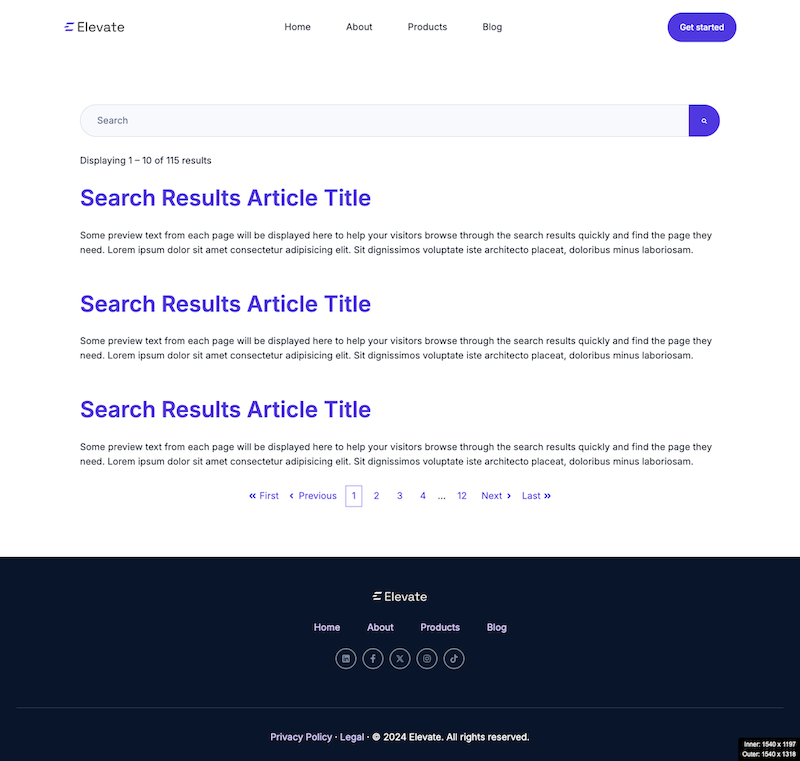 Elevate
Home About Products Blog
Get started
Search
Displaying 1 – 10 of 115 results
Search Results Article Title
Some preview text from each page will be displayed here to help your visitors browse through the search results quickly and find the page they
need. Lorem ipsum dolor sit amet consectetur adipisicing elit. Sit dignissimos voluptate iste architecto placeat, doloribus minus laboriosam.
Search Results Article Title
Some preview text from each page will be displayed here to help your visitors browse through the search results quickly and find the page they
need. Lorem ipsum dolor sit amet consectetur adipisicing elit. Sit dignissimos voluptate iste architecto placeat, doloribus minus laboriosam.
Search Results Article Title
Some preview text from each page will be displayed here to help your visitors browse through the search results quickly and find the page they
need. Lorem ipsum dolor sit amet consectetur adipisicing elit. Sit dignissimos voluptate iste architecto placeat, doloribus minus laboriosam.
« First ‹ Previous 1 2 3 4 ... 12 Next › Last »
Elevate
Home About Products Blog
Privacy Policy · Legal · © 2024 Elevate. All rights reserved.
Inner: 1540 x 1197
Outer: 1540 x 1318